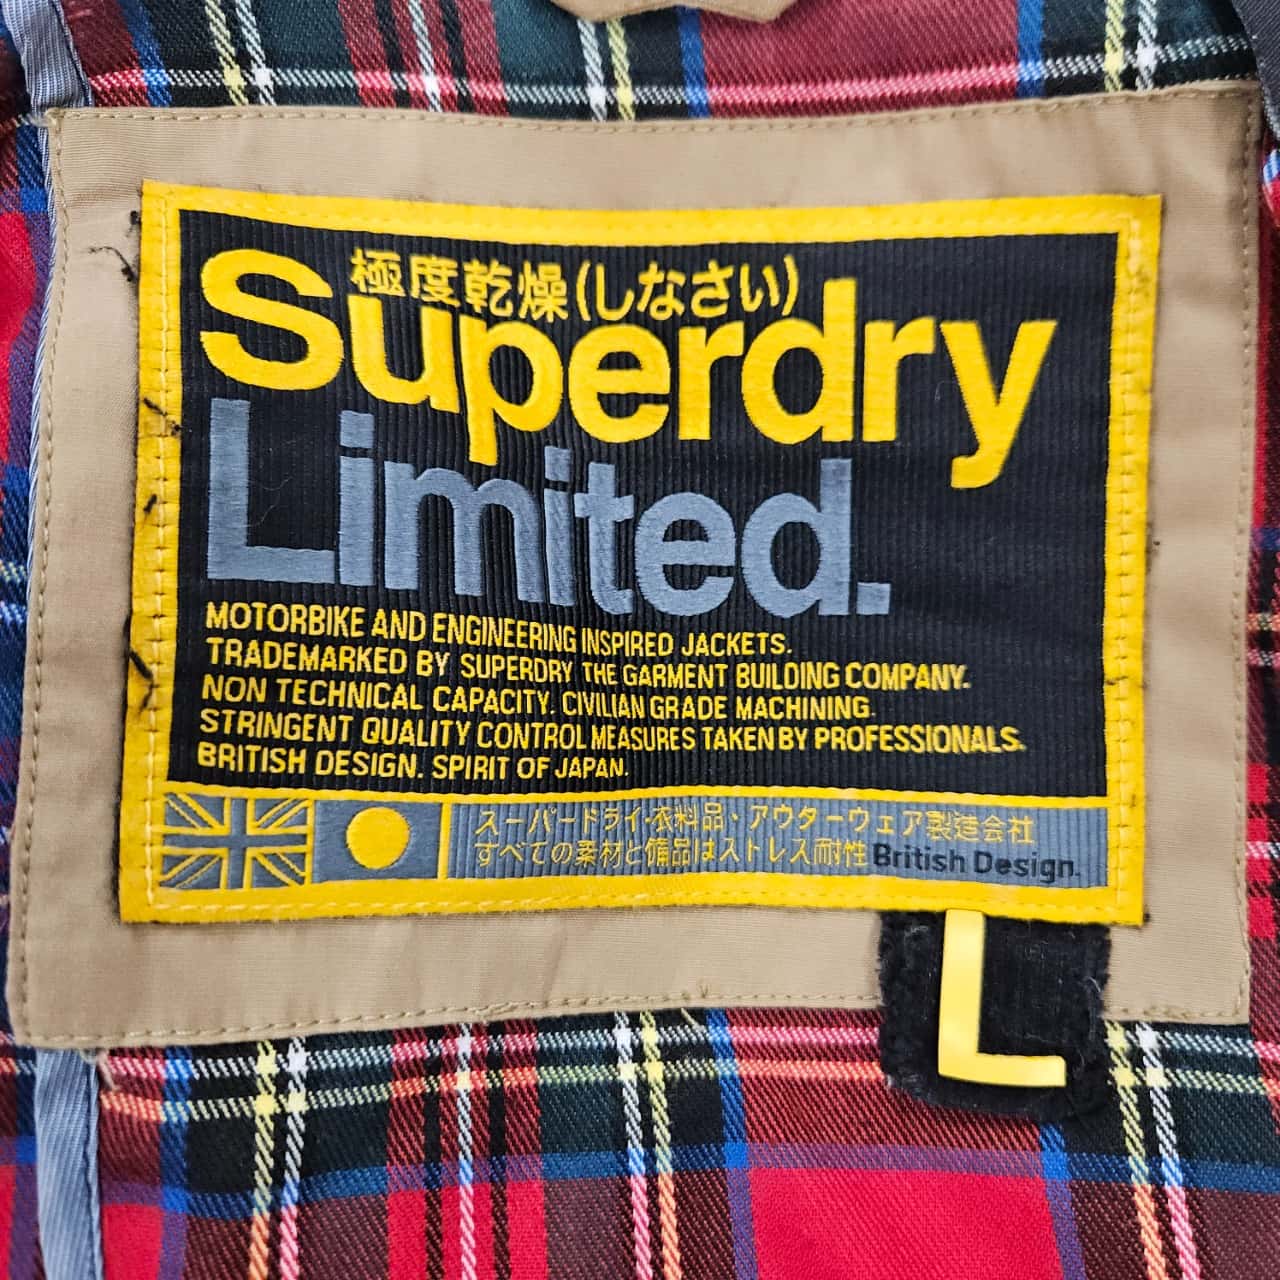 極度乾燥(しなさい)
Superdry
Limited.
MOTORBIKE AND ENGINEERING INSPIRED JACKETS.
TRADEMARKED BY SUPERDRY THE GARMENT BUILDING COMPANY.
NON TECHNICAL CAPACITY. CIVILIAN GRADE MACHINING.
STRINGENT QUALITY CONTROL MEASURES TAKEN BY PROFESSIONALS.
BRITISH DESIGN. SPIRIT OF JAPAN.
スーパードライ・衣料品・アウターウェア製造会社
すべての素材と備品はストレス耐性 British Design.
L